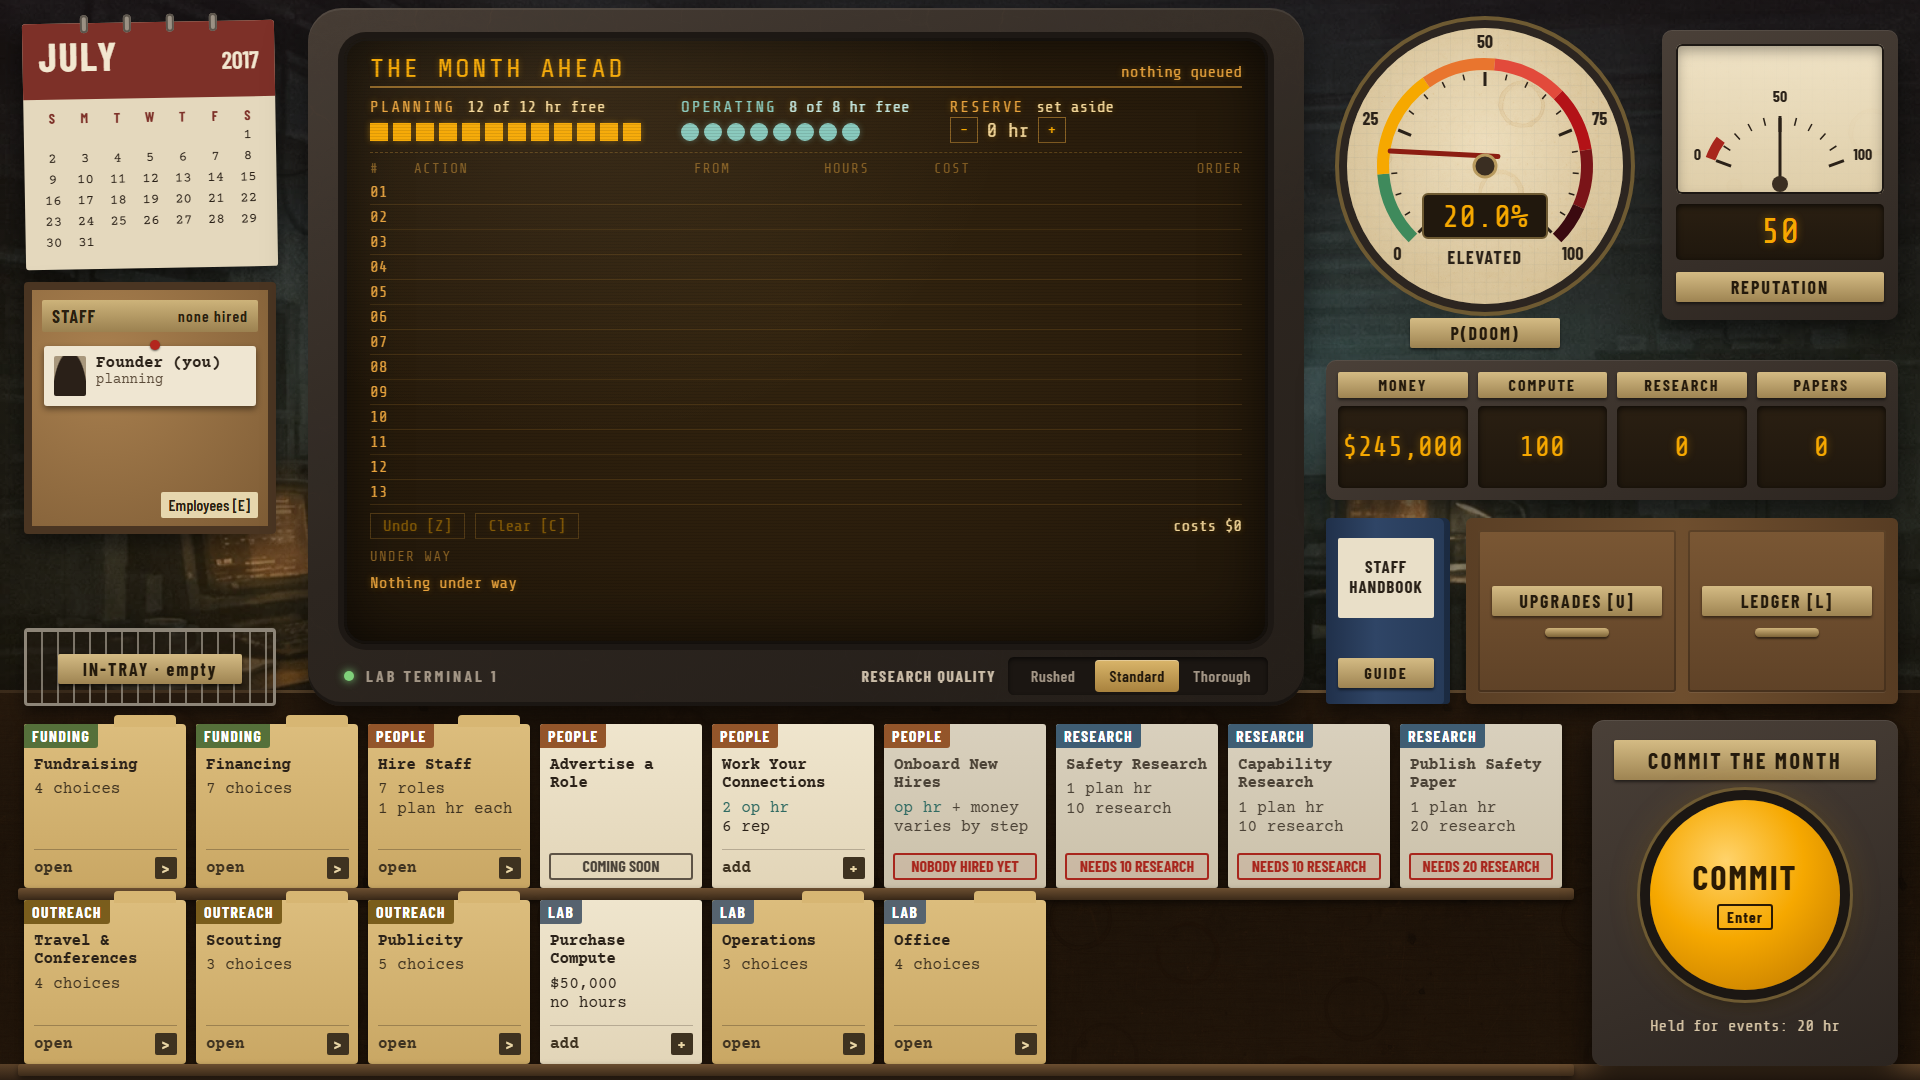 JULY 2017
S M T W T F S
1
2 3 4 5 6 7 8
9 10 11 12 13 14 15
16 17 18 19 20 21 22
23 24 25 26 27 28 29
30 31
STAFF none hired
Founder (you)
planning
Employees [E]
IN-TRAY · empty
THE MONTH AHEAD nothing queued
PLANNING 12 of 12 hr free OPERATING 8 of 8 hr free RESERVE set aside
- 0 hr +
# ACTION FROM HOURS COST ORDER
01
02
03
04
05
06
07
08
09
10
11
12
13
Undo [Z] Clear [C] costs $0
UNDER WAY
Nothing under way
LAB TERMINAL 1 RESEARCH QUALITY Rushed Standard Thorough
50
25 75
20.0%
0 100
ELEVATED
P(DOOM)
50
0 100
50
REPUTATION
MONEY COMPUTE RESEARCH PAPERS
$245,000 100 0 0
STAFF
HANDBOOK
GUIDE
UPGRADES [U] LEDGER [L]
FUNDING
Fundraising
4 choices
open >
FUNDING
Financing
7 choices
open >
PEOPLE
Hire Staff
7 roles
1 plan hr each
open >
PEOPLE
Advertise a
Role
COMING SOON
PEOPLE
Work Your
Connections
2 op hr
6 rep
add +
PEOPLE
Onboard New
Hires
op hr + money
varies by step
NOBODY HIRED YET
RESEARCH
Safety Research
1 plan hr
10 research
NEEDS 10 RESEARCH
RESEARCH
Capability
Research
1 plan hr
10 research
NEEDS 10 RESEARCH
RESEARCH
Publish Safety
Paper
1 plan hr
20 research
NEEDS 20 RESEARCH
OUTREACH
Travel &
Conferences
4 choices
open >
OUTREACH
Scouting
3 choices
open >
OUTREACH
Publicity
5 choices
open >
LAB
Purchase
Compute
$50,000
no hours
add +
LAB
Operations
3 choices
open >
LAB
Office
4 choices
open >
COMMIT THE MONTH
COMMIT
Enter
Held for events: 20 hr